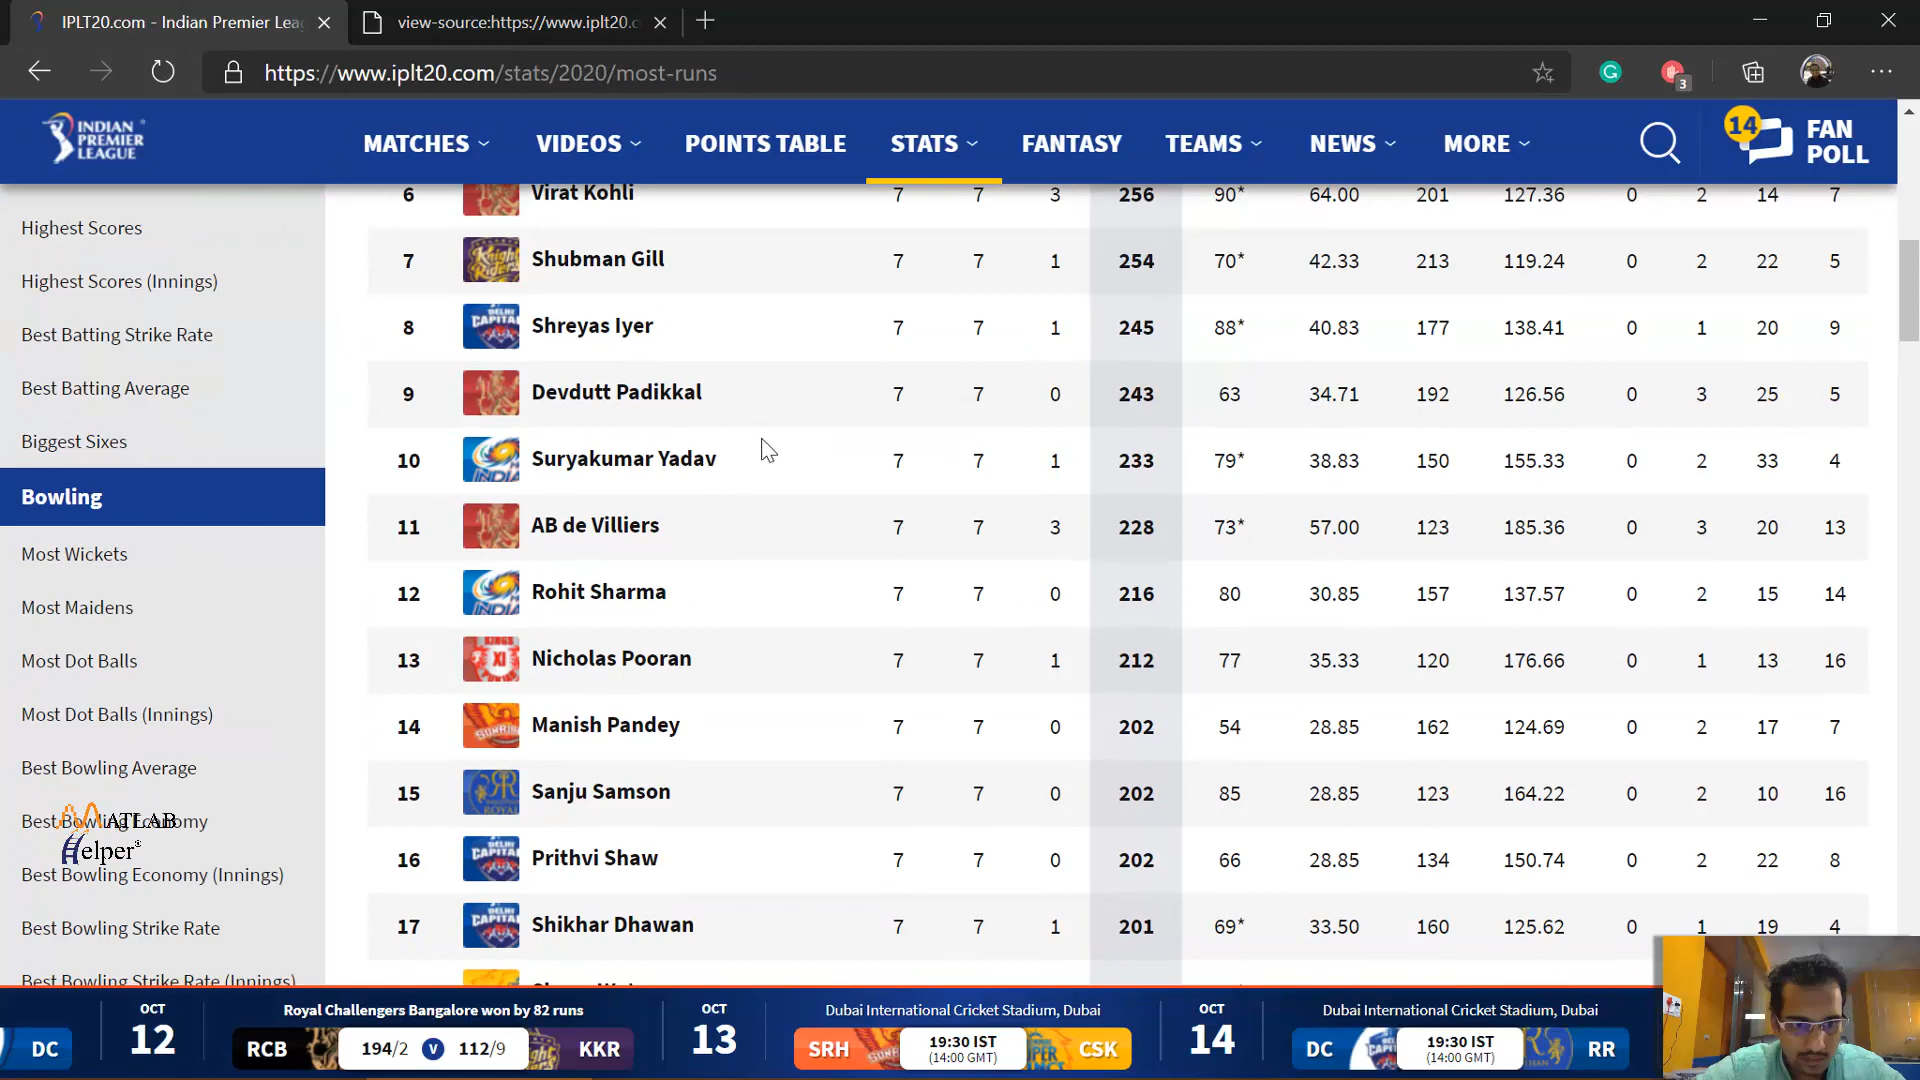 IPLT20.com - Indian Premier Lea
view-source:https://www.iplt20.c
https://www.iplt20.com/stats/2020/most-runs
3
INDIAN PREMIER LEAGUE
MATCHES VIDEOS POINTS TABLE STATS FANTASY TEAMS NEWS MORE
14 FAN POLL
Highest Scores
Highest Scores (Innings)
Best Batting Strike Rate
Best Batting Average
Biggest Sixes
Bowling
Most Wickets
Most Maidens
Most Dot Balls
Most Dot Balls (Innings)
Best Bowling Average
Best Bowling Economy
Best Bowling Economy (Innings)
Best Bowling Strike Rate
Best Bowling Strike Rate (Innings)
MATLAB
Helper®
6 Virat Kohli 7 7 3 256 90* 64.00 201 127.36 0 2 14 7
7 Shubman Gill 7 7 1 254 70* 42.33 213 119.24 0 2 22 5
8 Shreyas Iyer 7 7 1 245 88* 40.83 177 138.41 0 1 20 9
9 Devdutt Padikkal 7 7 0 243 63 34.71 192 126.56 0 3 25 5
10 Suryakumar Yadav 7 7 1 233 79* 38.83 150 155.33 0 2 33 4
11 AB de Villiers 7 7 3 228 73* 57.00 123 185.36 0 3 20 13
12 Rohit Sharma 7 7 0 216 80 30.85 157 137.57 0 2 15 14
13 Nicholas Pooran 7 7 1 212 77 35.33 120 176.66 0 1 13 16
14 Manish Pandey 7 7 0 202 54 28.85 162 124.69 0 2 17 7
15 Sanju Samson 7 7 0 202 85 28.85 123 164.22 0 2 10 16
16 Prithvi Shaw 7 7 0 202 66 28.85 134 150.74 0 2 22 8
17 Shikhar Dhawan 7 7 1 201 69* 33.50 160 125.62 0 1 19 4
DC
OCT 12
Royal Challengers Bangalore won by 82 runs
RCB 194/2 V 112/9 KKR
OCT 13
Dubai International Cricket Stadium, Dubai
SRH 19:30 IST (14:00 GMT) CSK
OCT 14
Dubai International Cricket Stadium, Dubai
DC 19:30 IST (14:00 GMT) RR